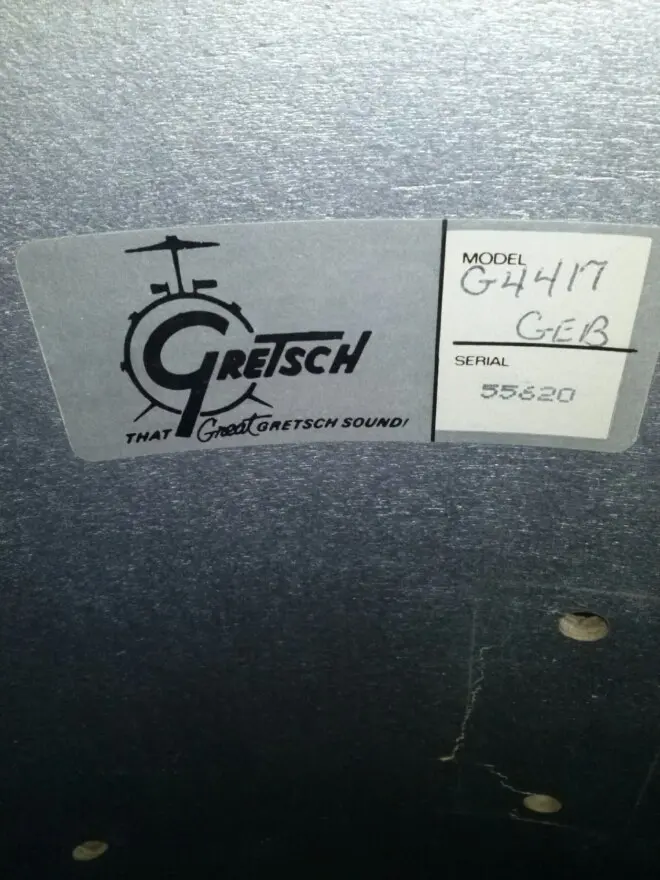 GRETSCH
THAT Great GRETSCH SOUND!
MODEL
G4417
GEB
SERIAL
55620